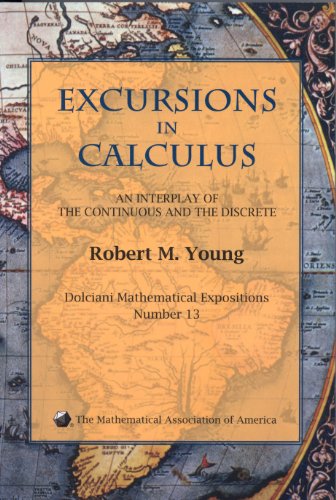 EXCURSIONS
IN
CALCULUS
AN INTERPLAY OF
THE CONTINUOUS AND THE DISCRETE
Robert M. Young
Dolciani Mathematical Expositions
Number 13
The Mathematical Association of America